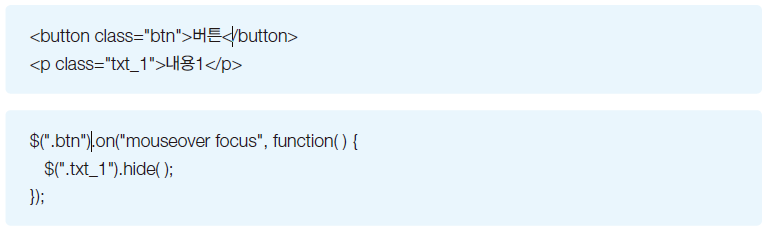 <button class="btn">버튼</button>
<p class="txt_1">내용1</p>
$(".btn").on("mouseover focus", function( ) {
$(".txt_1").hide( );
});